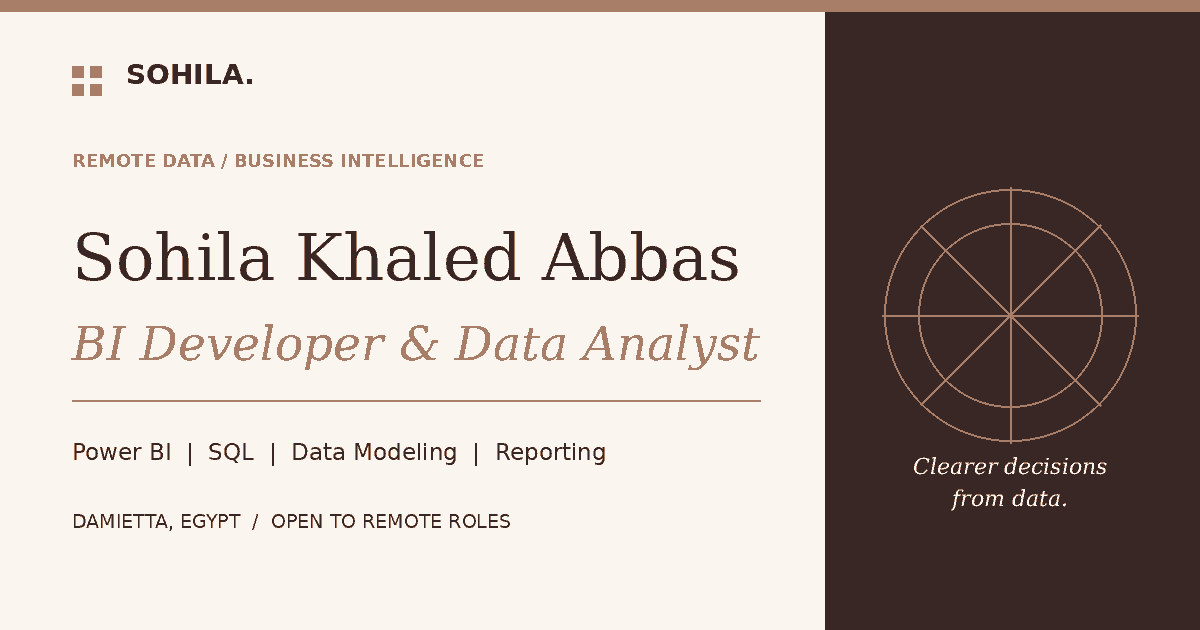 SOHILA.
REMOTE DATA / BUSINESS INTELLIGENCE
Sohila Khaled Abbas
BI Developer & Data Analyst
Power BI | SQL | Data Modeling | Reporting
DAMIETTA, EGYPT / OPEN TO REMOTE ROLES
Clearer decisions
from data.